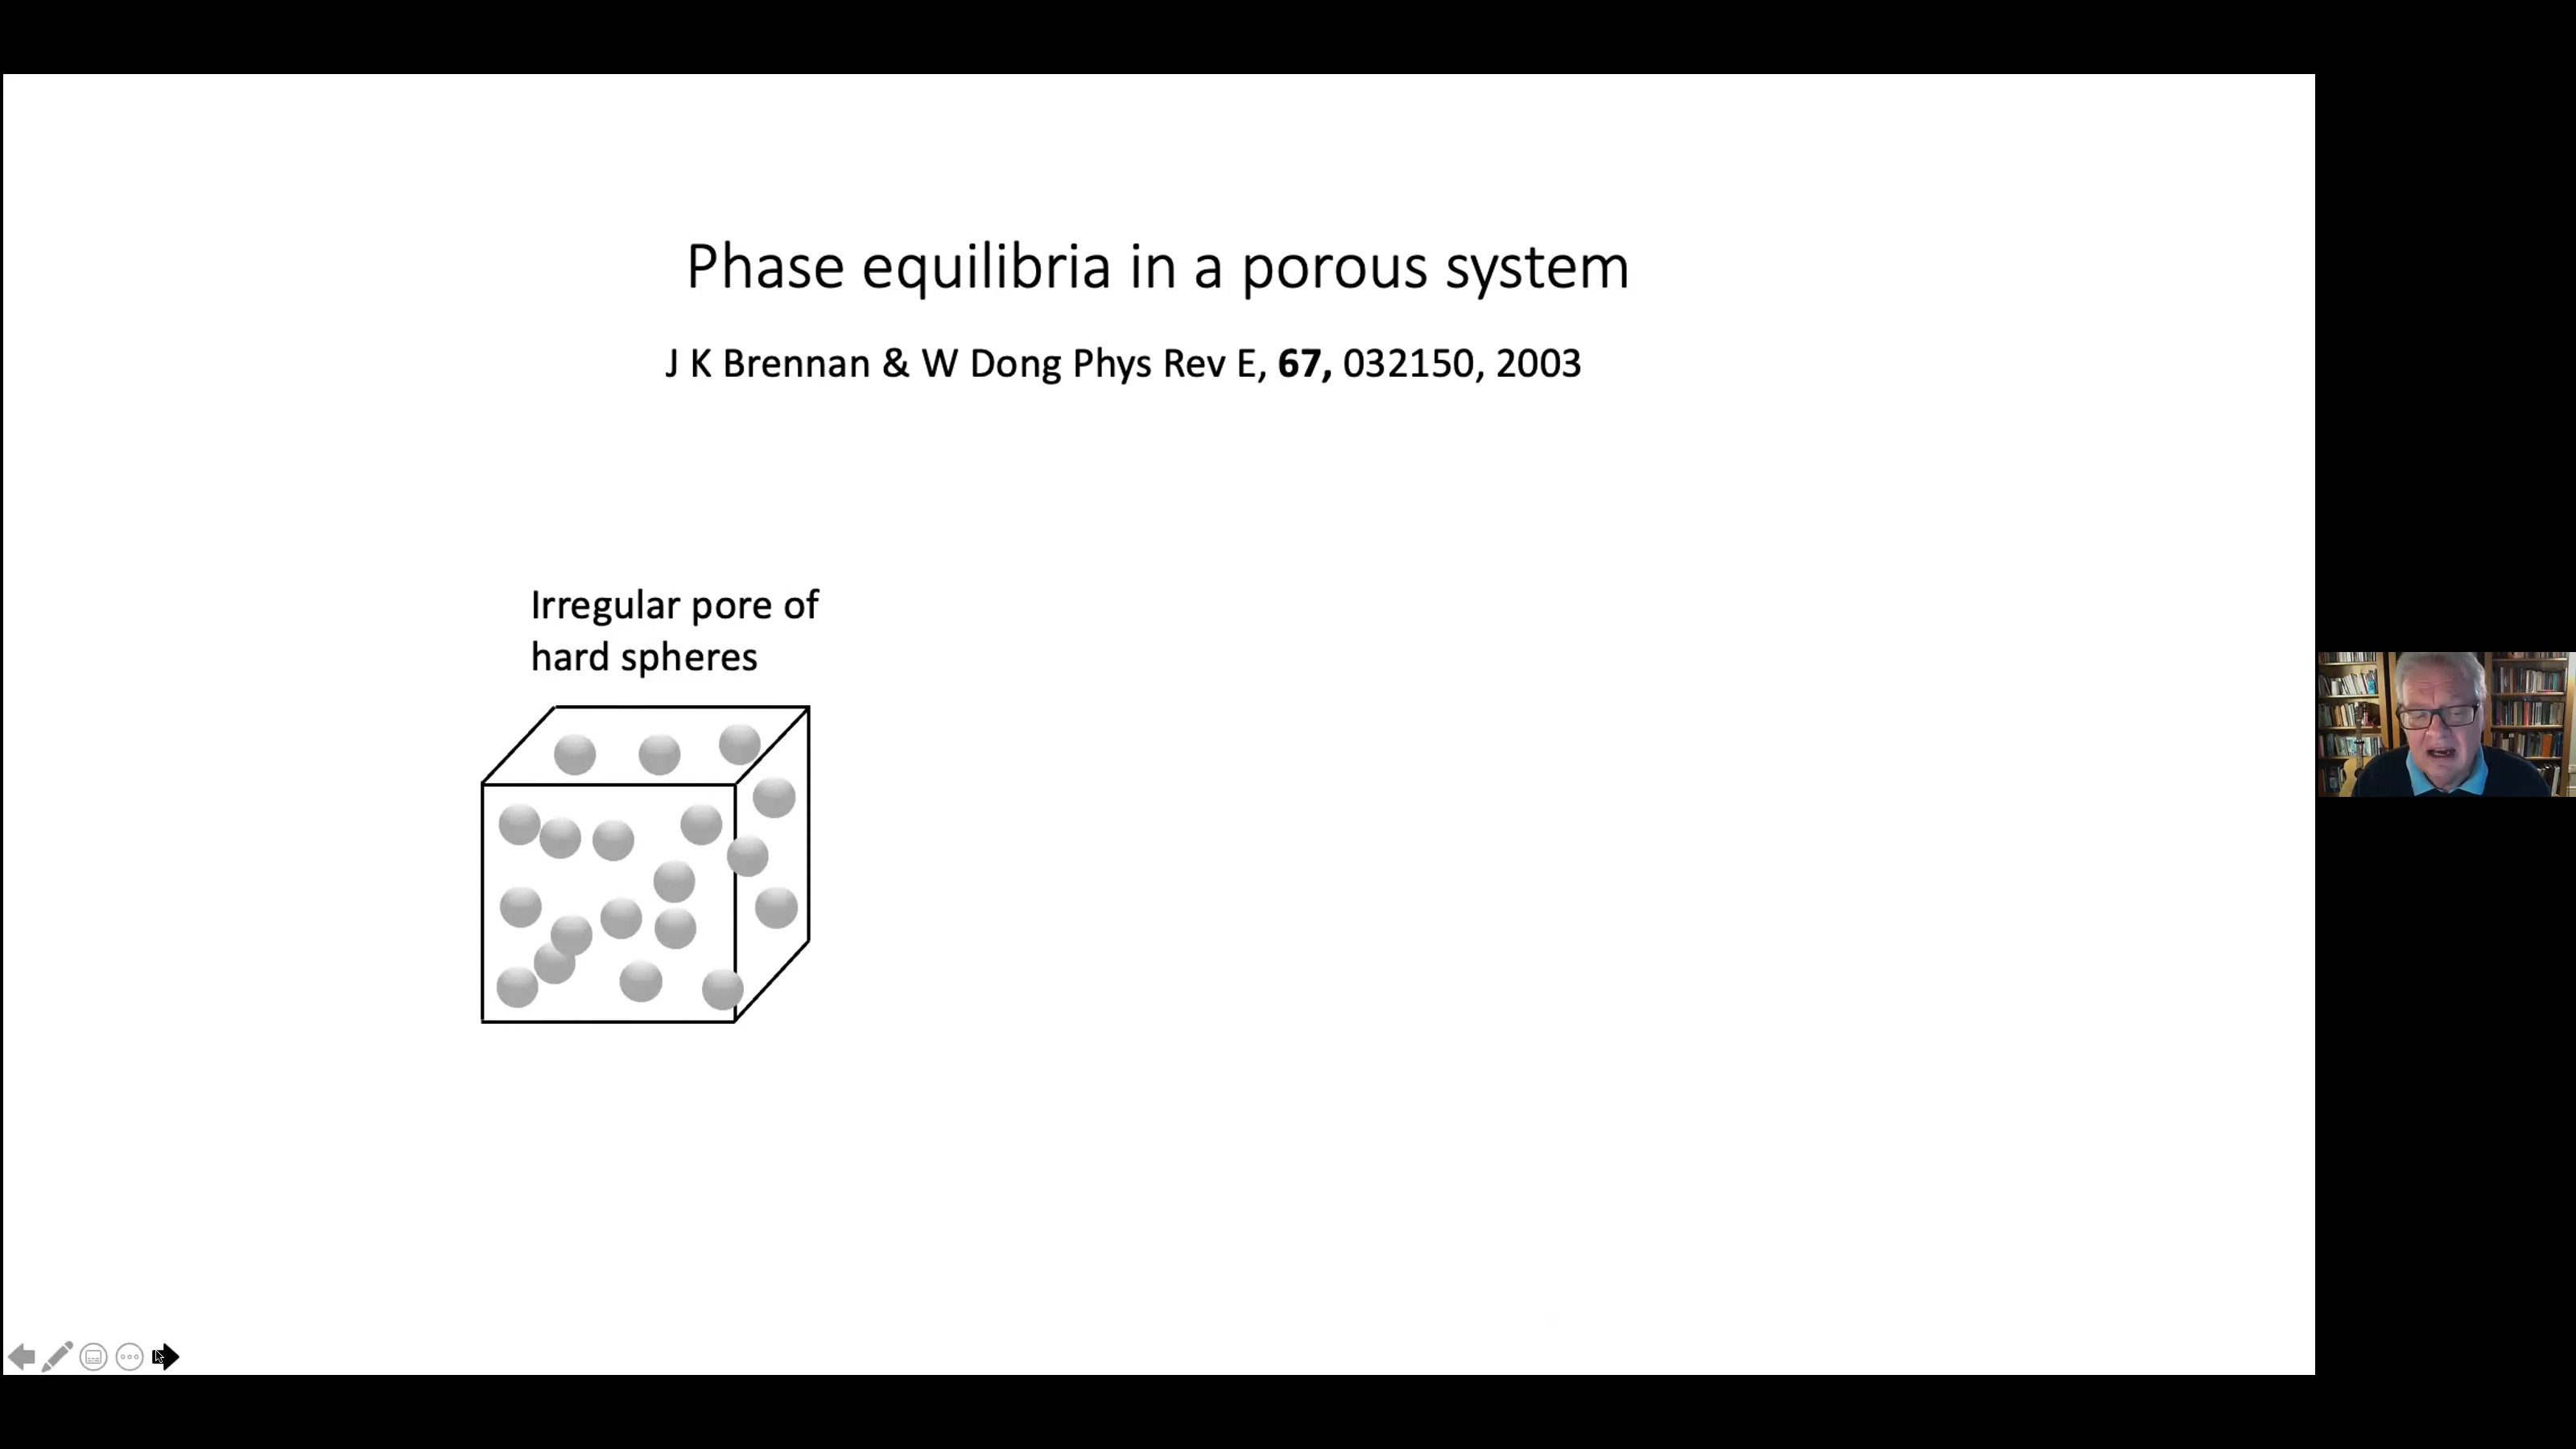 Phase equilibria in a porous system
J K Brennan & W Dong Phys Rev E, 67, 032150, 2003
Irregular pore of
hard spheres